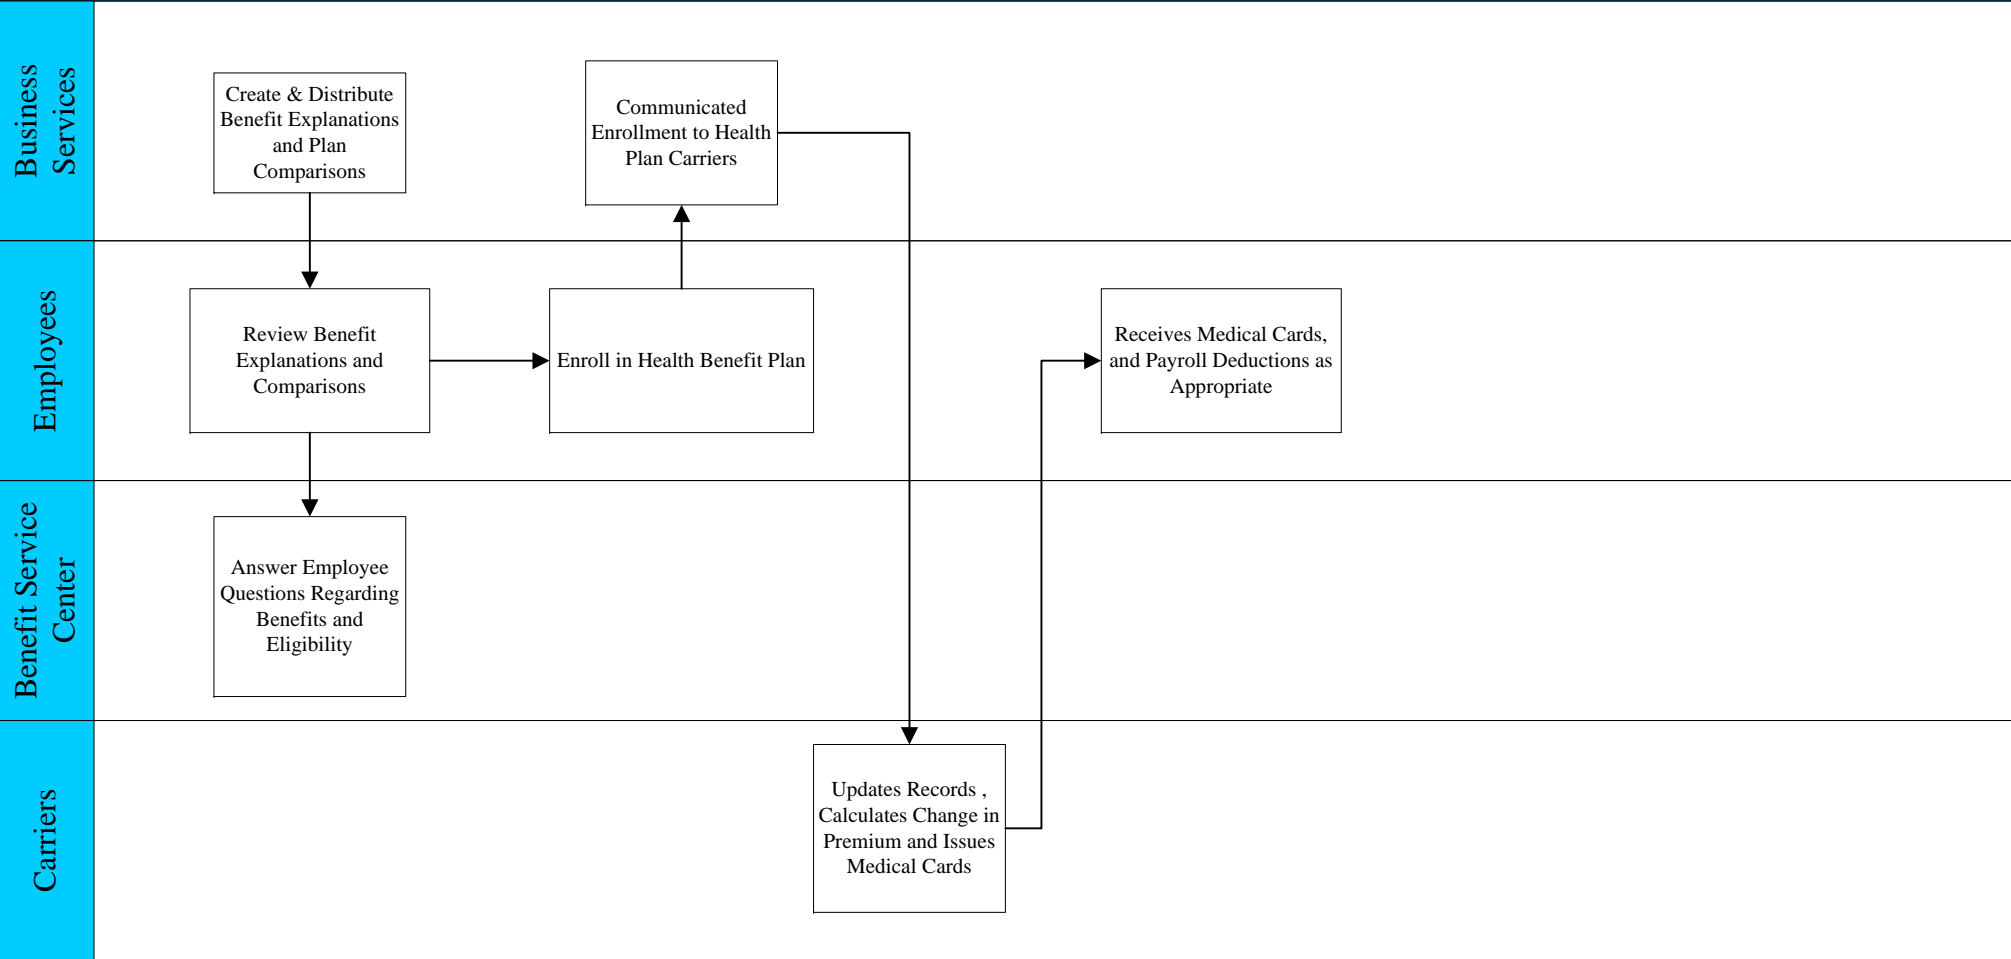 Business
Services
Create & Distribute
Benefit Explanations
and Plan
Comparisons
Communicated
Enrollment to Health
Plan Carriers
Employees
Review Benefit
Explanations and
Comparisons
Enroll in Health Benefit Plan
Receives Medical Cards,
and Payroll Deductions as
Appropriate
Benefit Service
Center
Answer Employee
Questions Regarding
Benefits and
Eligibility
Carriers
Updates Records ,
Calculates Change in
Premium and Issues
Medical Cards